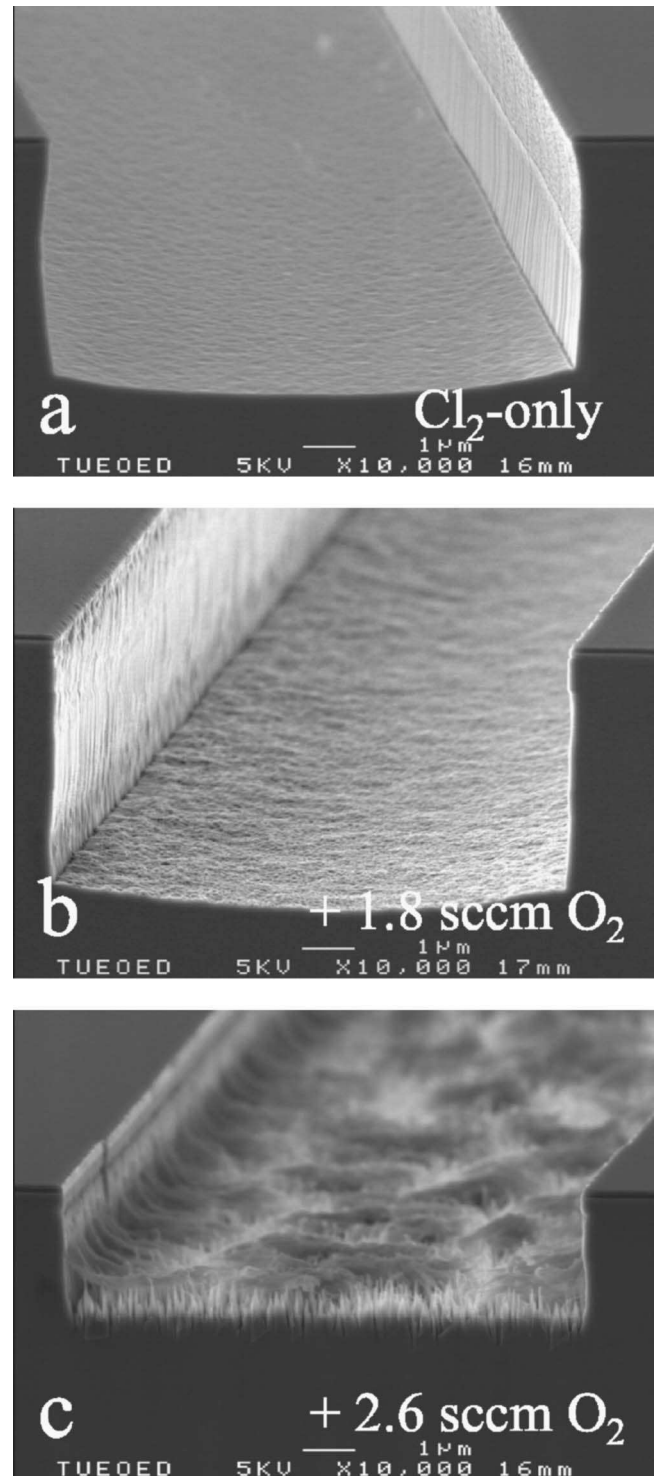 a
Cl₂-only
1μm
TUEOED 5KV X10,000 16mm
b
+ 1.8 sccm O₂
1μm
TUEOED 5KV X10,000 17mm
c
+ 2.6 sccm O₂
1μm
TUEOED 5KV X10,000 16mm